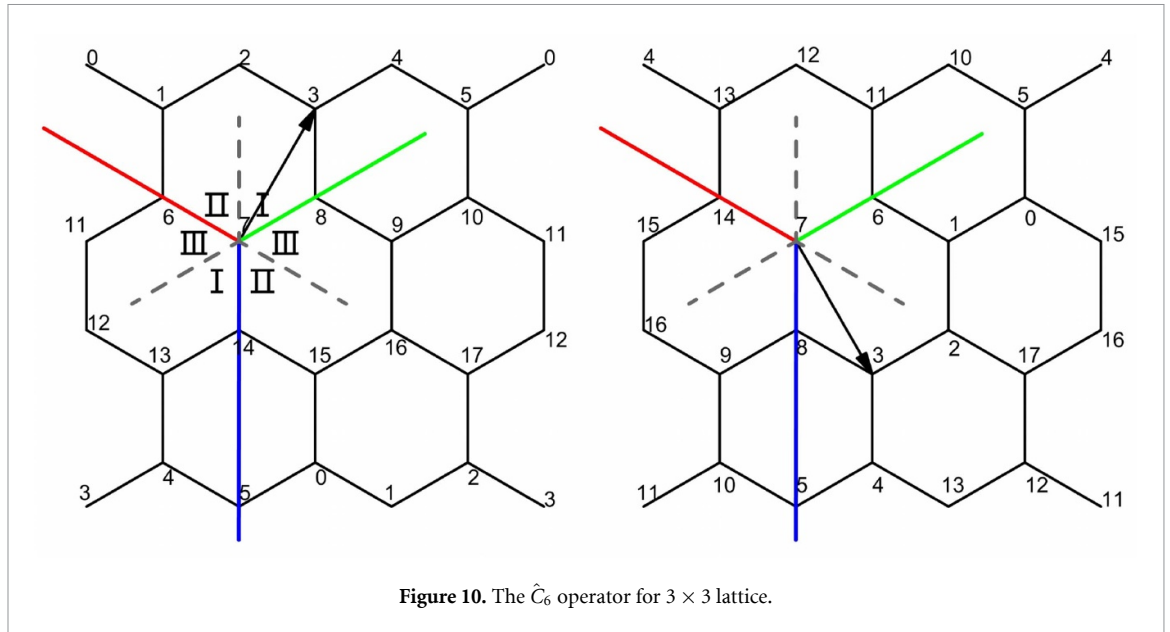 0 2 4 0 12 10 4
1 3 5 13 11 5
4
II I 7
6 8 14 7 6 0
11 9 10 11 15 1 15
III III
I II
12 14 16 12 16 8 2 16
13 15 17 9 3 17
4 5 0 1 2 10 5 4 13 12
3 3 11 11
Figure 10. The Ĉ₆ operator for 3 × 3 lattice.